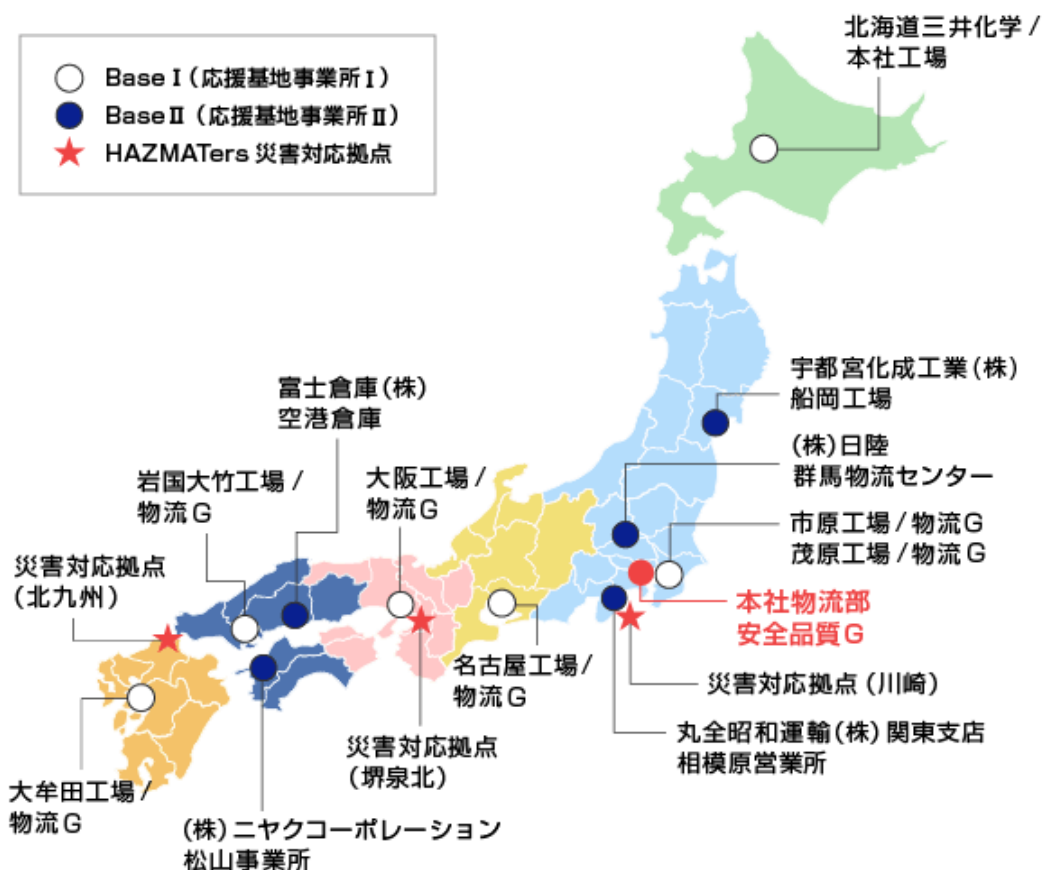 Base I (応援基地事業所 I)
Base II (応援基地事業所 II)
HAZMATers 災害対応拠点
北海道三井化学 /
本社工場
宇都宮化成工業 (株)
船岡工場
(株)日陸
群馬物流センター
市原工場 / 物流G
茂原工場 / 物流G
本社物流部
安全品質G
災害対応拠点 (川崎)
丸全昭和運輸(株) 関東支店
相模原営業所
富士倉庫(株)
空港倉庫
大阪工場 /
物流G
岩国大竹工場 /
物流G
災害対応拠点
(北九州)
名古屋工場/
物流G
災害対応拠点
(堺泉北)
大牟田工場 /
物流G
(株)ニヤクコーポレーション
松山事業所